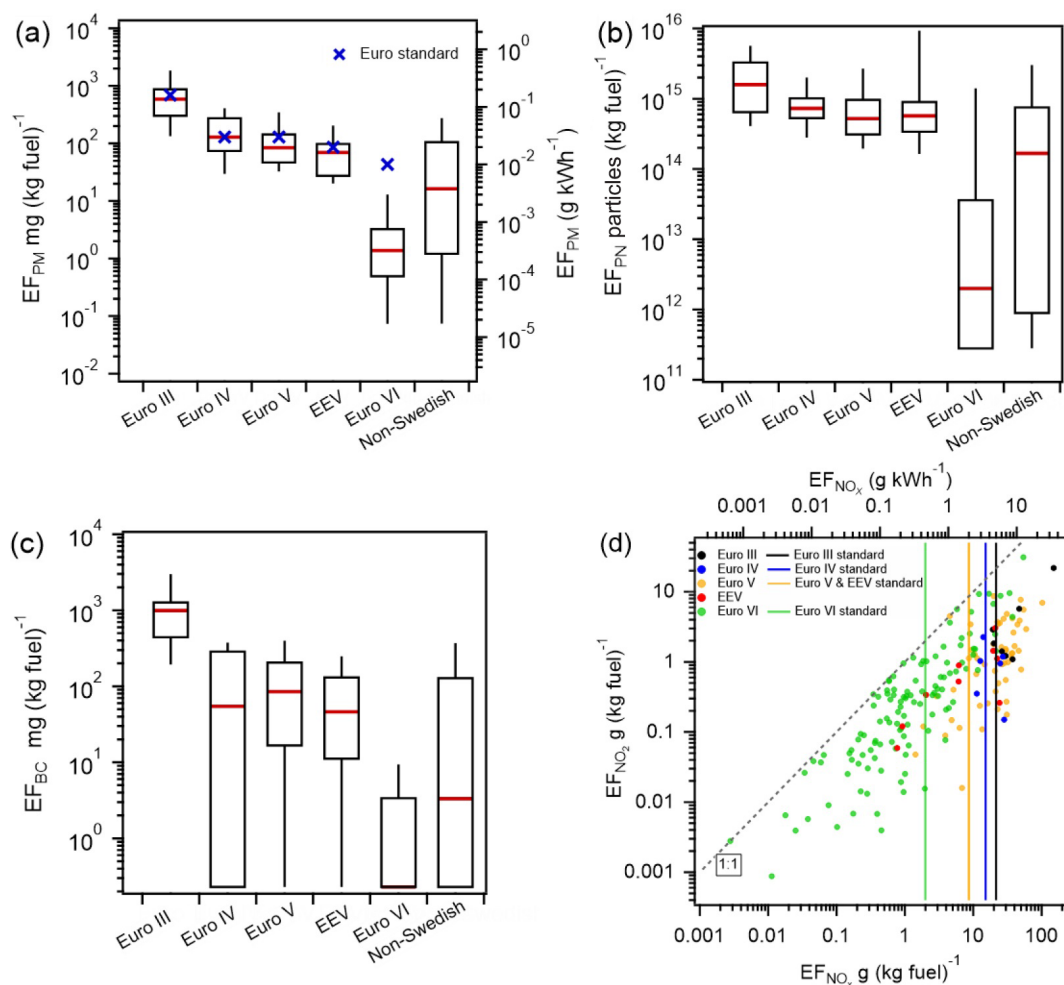 (a)
EF_PM mg (kg fuel)^-1
10^4
10^3
10^2
10^1
10^0
10^-1
10^-2
× Euro standard
10^0
10^-1
10^-2
10^-3
10^-4
10^-5
EF_PM (g kWh^-1)
Euro III
Euro IV
Euro V
EEV
Euro VI
Non-Swedish
(b)
EF_PN particles (kg fuel)^-1
10^16
10^15
10^14
10^13
10^12
10^11
Euro III
Euro IV
Euro V
EEV
Euro VI
Non-Swedish
(c)
EF_BC mg (kg fuel)^-1
10^4
10^3
10^2
10^1
10^0
Euro III
Euro IV
Euro V
EEV
Euro VI
Non-Swedish
EF_NOx (g kWh^-1)
0.001 0.01 0.1 1 10
(d)
Euro III Euro III standard
Euro IV Euro IV standard
Euro V Euro V & EEV standard
EEV
Euro VI Euro VI standard
EF_NO2 g (kg fuel)^-1
10
1
0.1
0.01
0.001
1:1
0.001 0.01 0.1 1 10 100
EF_NOx g (kg fuel)^-1